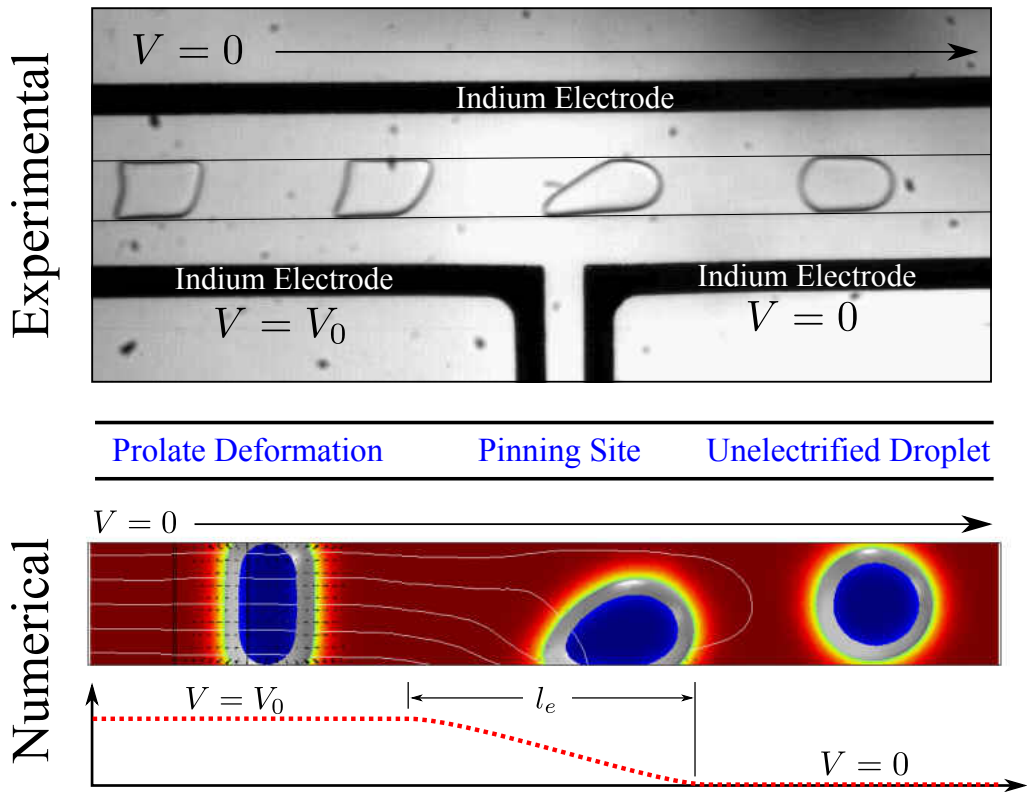 Experimental
V = 0
Indium Electrode
Indium Electrode
V = V₀
Indium Electrode
V = 0
Prolate Deformation
Pinning Site
Unelectrified Droplet
Numerical
V = 0
V = V₀
lₑ
V = 0